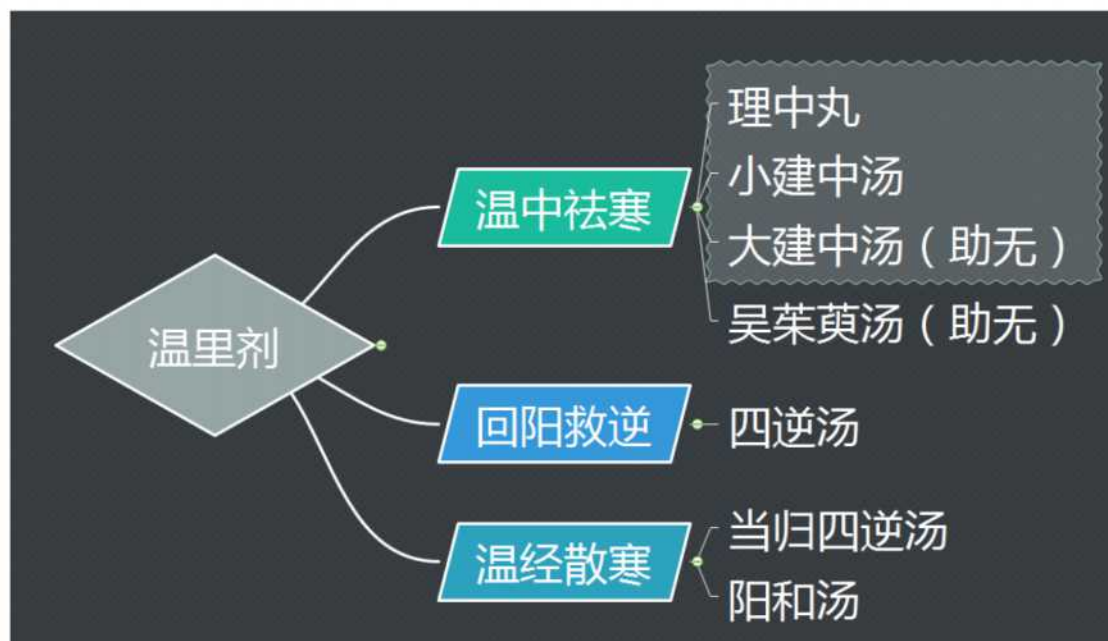 温里剂
温中祛寒
理中丸
小建中汤
大建中汤（助无）
吴茱萸汤（助无）
回阳救逆
四逆汤
温经散寒
当归四逆汤
阳和汤